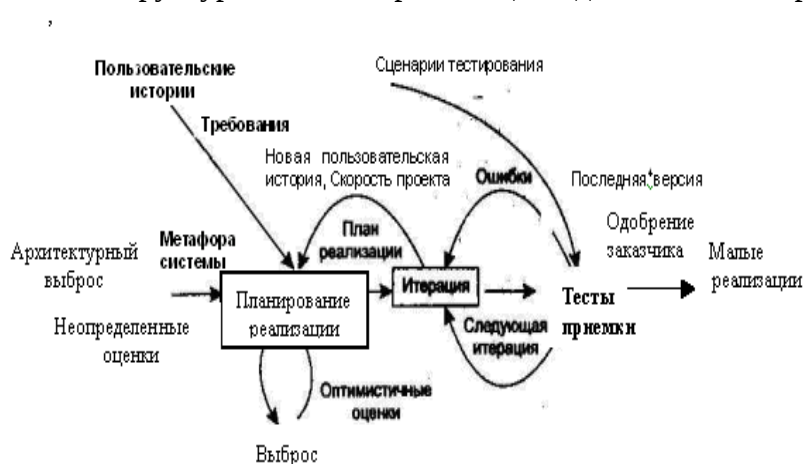 Пользовательские
истории
Сценарии тестирования
Требования
Новая пользовательская
история, Скорость проекта
Ошибки
Последняя версия
План
реализации
Одобрение
заказчика
Малые
реализации
Архитектурный
выброс
Метафора
системы
Планирование
реализации
Итерация
Тесты
приемки
Неопределенные
оценки
Следующая
итерация
Оптимистичные
оценки
Выброс